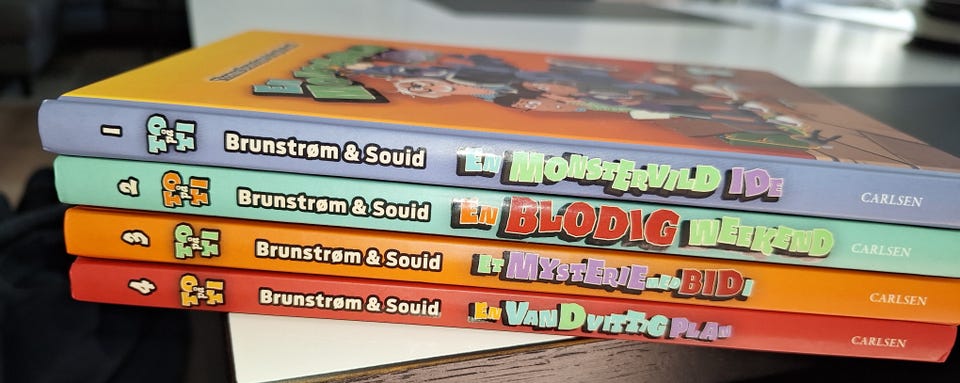 1 Brunstrøm & Souid EN MONSTERVILD IDE CARLSEN
2 Brunstrøm & Souid EN BLODIG WEEKEND CARLSEN
3 Brunstrøm & Souid ET MYSTERIE MED BID I CARLSEN
4 Brunstrøm & Souid EN VANDVITTIG PLAN CARLSEN